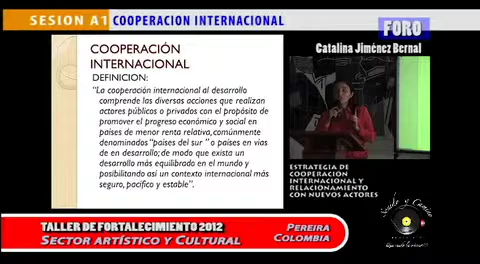 SESION A1 COOPERACION INTERNACIONAL
FORO
Catalina Jiménez Bernal
COOPERACIÓN
INTERNACIONAL
DEFINICION:
"La cooperación internacional al desarrollo
comprende las diversas acciones que realizan
actores públicos o privados con el propósito de
promover el progreso económico y social en
países de menor renta relativa, comúnmente
denominados "países del sur" o países en vías
de en desarrollo; de modo que exista un
desarrollo más equilibrado en el mundo y
posibilitando así un contexto internacional más
seguro, pacífico y estable".
ESTRATEGIA DE
COOPERACION
INTERNACIONAL Y
RELACIONAMIENTO
CON NUEVOS ACTORES
TALLER DE FORTALECIMIENTO 2012
SECTOR ARTÍSTICO Y CULTURAL
PEREIRA
COLOMBIA